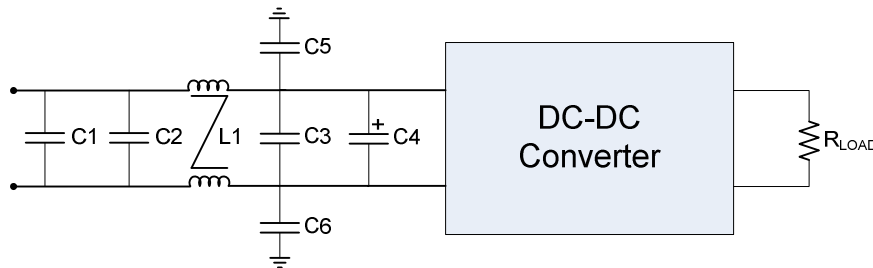 C5
C1
C2
L1
C3
+
C4
DC-DC
Converter
RLOAD
C6